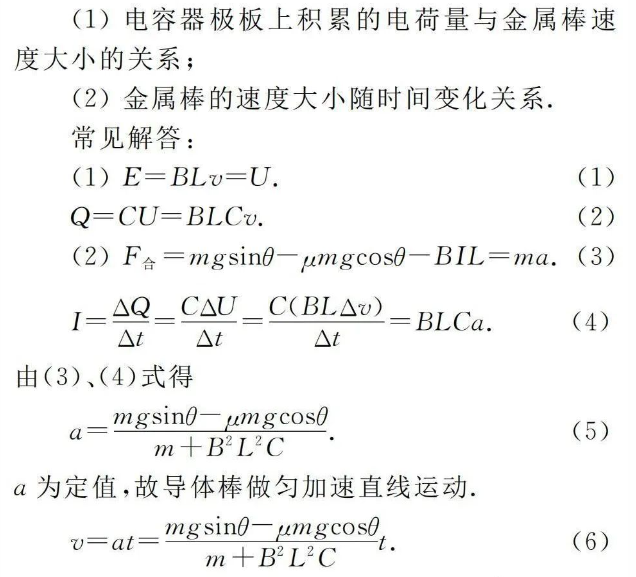 (1) 电容器极板上积累的电荷量与金属棒速
度大小的关系;
(2) 金属棒的速度大小随时间变化关系.
常见解答:
(1) E=BLv=U. (1)
Q=CU=BLCv. (2)
(2) F合=mgsinθ-μmgcosθ-BIL=ma. (3)
I=ΔQ/Δt=CΔU/Δt=C(BLΔv)/Δt=BLCa. (4)
由(3)、(4)式得
a=(mgsinθ-μmgcosθ)/(m+B²L²C). (5)
a 为定值,故导体棒做匀加速直线运动.
v=at=(mgsinθ-μmgcosθ)/(m+B²L²C)t. (6)